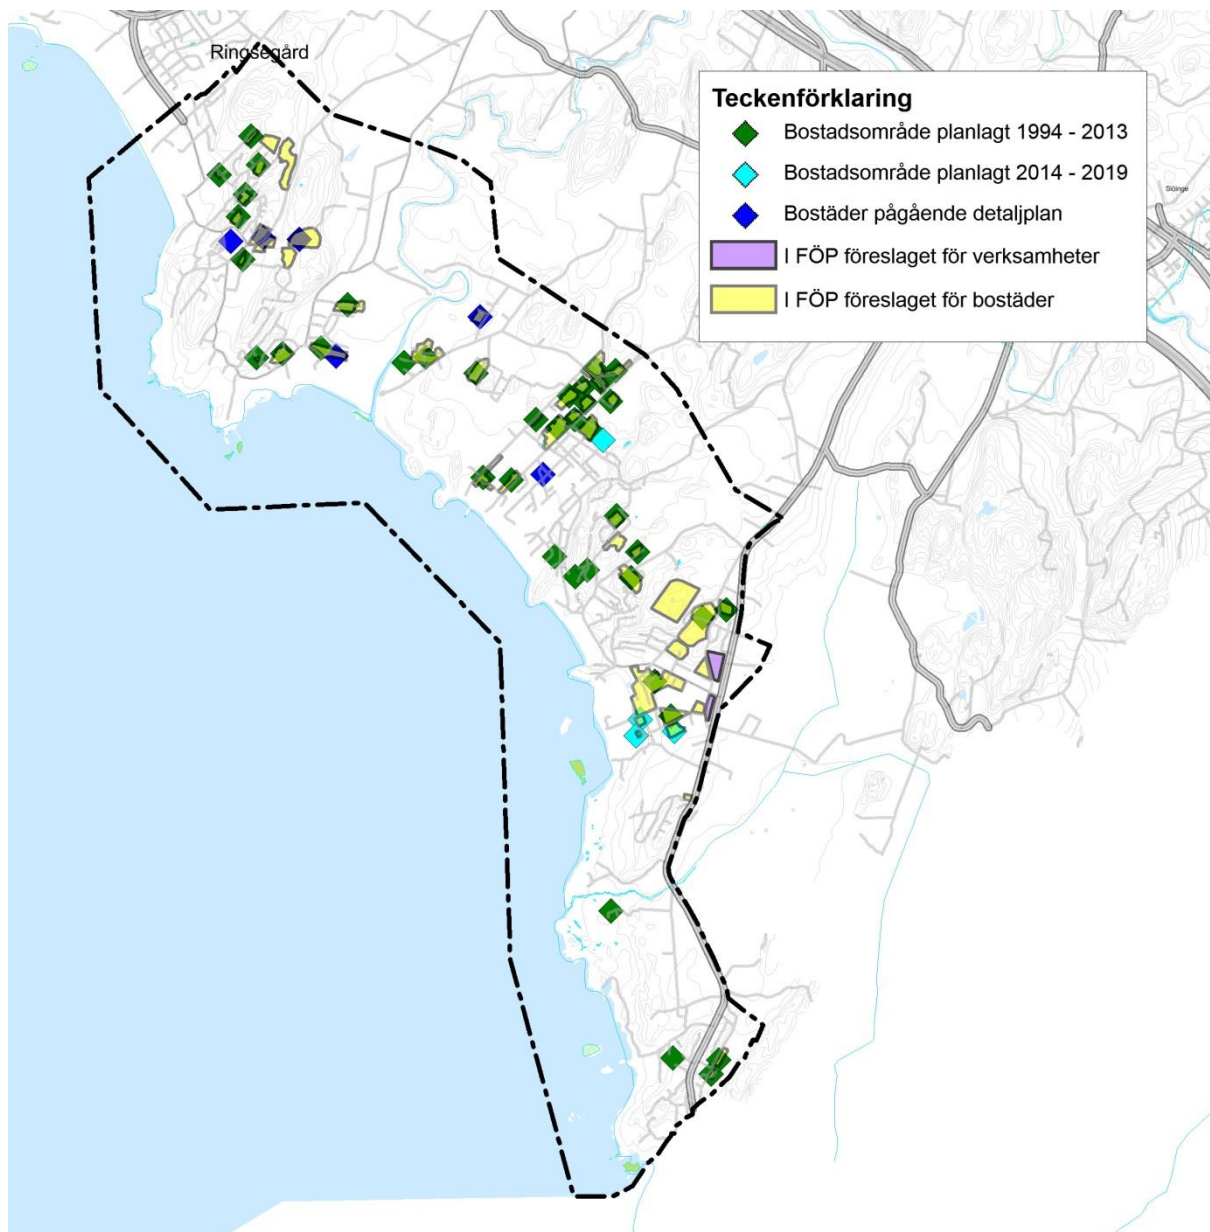 Ringsegård
Teckenförklaring
Bostadsområde planlagt 1994 - 2013
Bostadsområde planlagt 2014 - 2019
Bostäder pågående detaljplan
I FÖP föreslaget för verksamheter
I FÖP föreslaget för bostäder
Slöinge